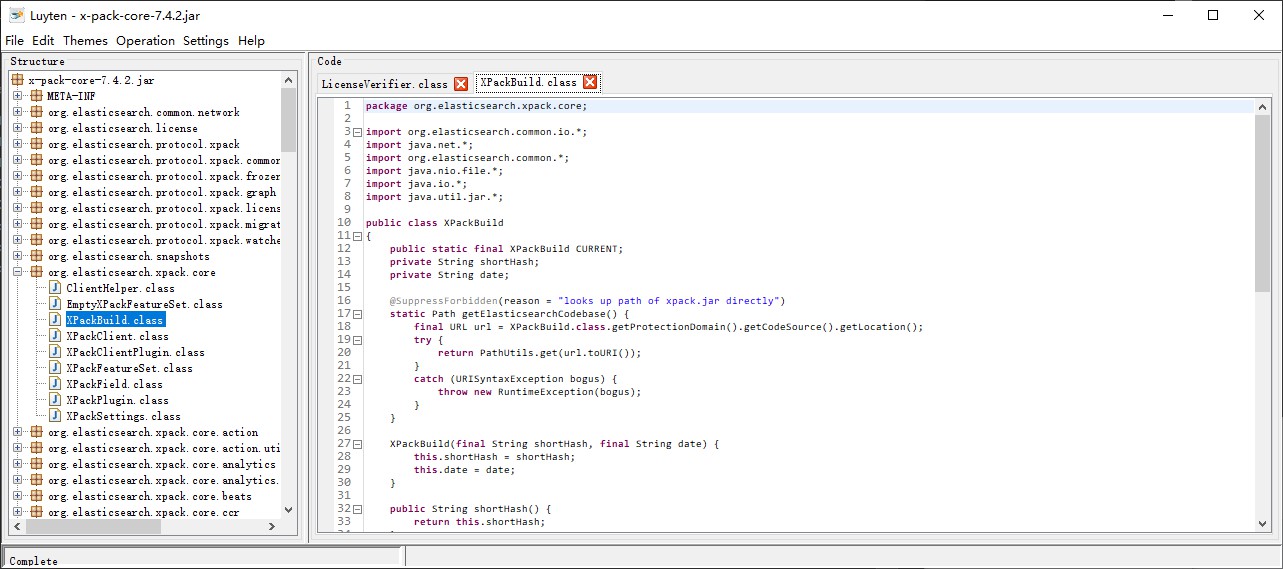 Luyten - x-pack-core-7.4.2.jar
File Edit Themes Operation Settings Help
Structure
x-pack-core-7.4.2.jar
META-INF
org.elasticsearch.common.network
org.elasticsearch.license
org.elasticsearch.protocol.xpack
org.elasticsearch.protocol.xpack.common
org.elasticsearch.protocol.xpack.frozen
org.elasticsearch.protocol.xpack.graph
org.elasticsearch.protocol.xpack.licens
org.elasticsearch.protocol.xpack.migrat
org.elasticsearch.protocol.xpack.watche
org.elasticsearch.snapshots
org.elasticsearch.xpack.core
ClientHelper.class
EmptyXPackFeatureSet.class
XPackBuild.class
XPackClient.class
XPackClientPlugin.class
XPackFeatureSet.class
XPackField.class
XPackPlugin.class
XPackSettings.class
org.elasticsearch.xpack.core.action
org.elasticsearch.xpack.core.action.uti
org.elasticsearch.xpack.core.analytics
org.elasticsearch.xpack.core.analytics.
org.elasticsearch.xpack.core.beats
org.elasticsearch.xpack.core.ccr
Code
LicenseVerifier.class XPackBuild.class
1 package org.elasticsearch.xpack.core;
2
3 import org.elasticsearch.common.io.*;
4 import java.net.*;
5 import org.elasticsearch.common.*;
6 import java.nio.file.*;
7 import java.io.*;
8 import java.util.jar.*;
9
10 public class XPackBuild
11 {
12 public static final XPackBuild CURRENT;
13 private String shortHash;
14 private String date;
15
16 @SuppressForbidden(reason = "looks up path of xpack.jar directly")
17 static Path getElasticsearchCodebase() {
18 final URL url = XPackBuild.class.getProtectionDomain().getCodeSource().getLocation();
19 try {
20 return PathUtils.get(url.toURI());
21 }
22 catch (URISyntaxException bogus) {
23 throw new RuntimeException(bogus);
24 }
25 }
26
27 XPackBuild(final String shortHash, final String date) {
28 this.shortHash = shortHash;
29 this.date = date;
30 }
31
32 public String shortHash() {
33 return this.shortHash;
Complete